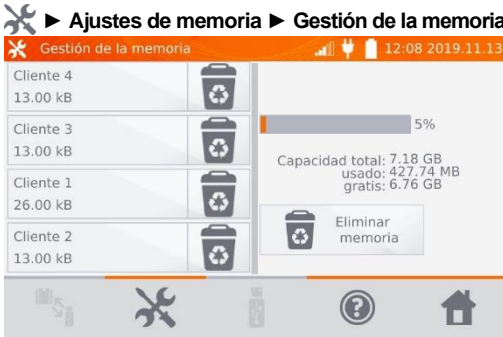 ► Ajustes de memoria ► Gestión de la memoria
Gestión de la memoria 12:08 2019.11.13
Cliente 4
13.00 kB
Cliente 3
13.00 kB
Cliente 1
26.00 kB
Cliente 2
13.00 kB
5%
Capacidad total: 7.18 GB
usado: 427.74 MB
gratis: 6.76 GB
Eliminar
memoria